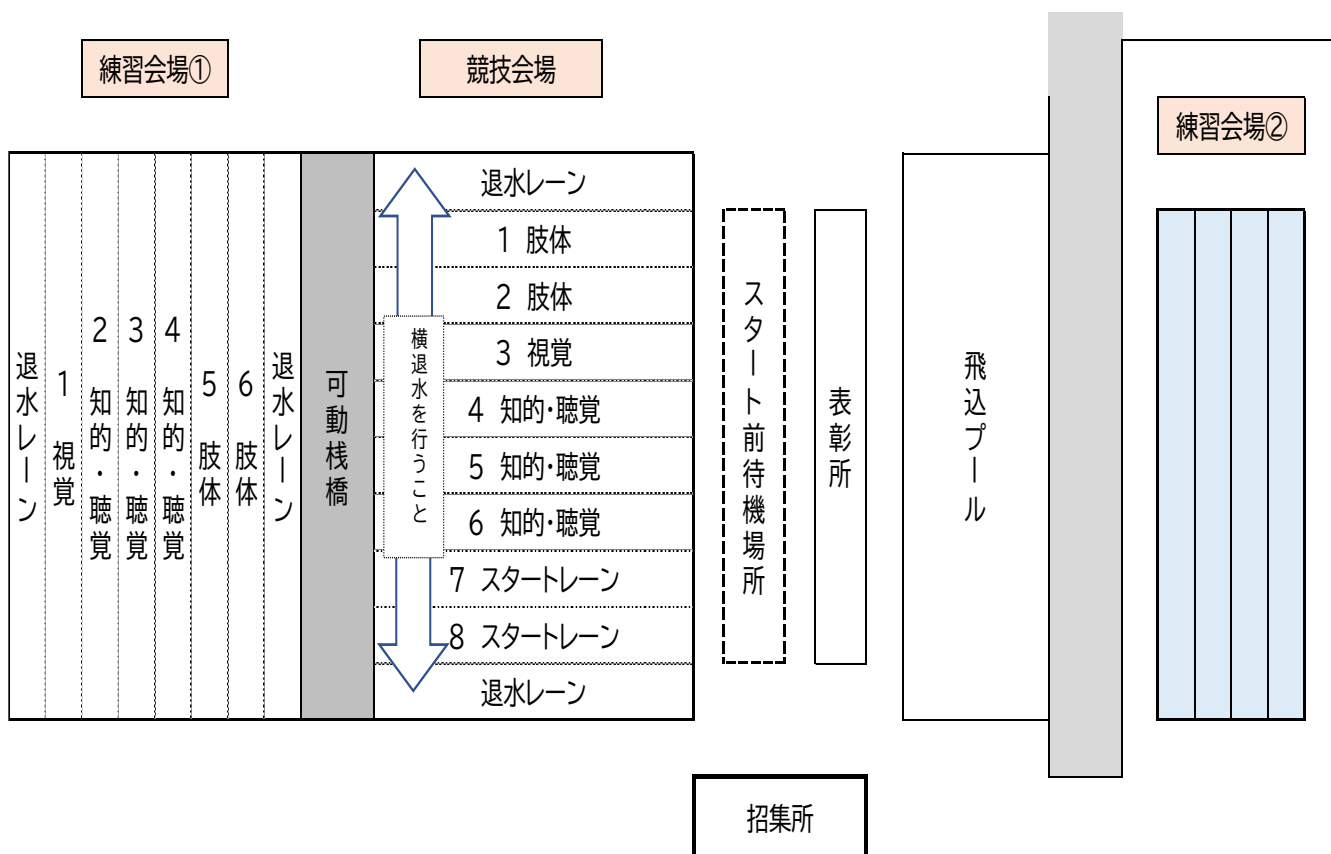 練習会場①
競技会場
練習会場②
退水レーン
1 視覚
2 知的・聴覚
3 知的・聴覚
4 知的・聴覚
5 肢体
6 肢体
退水レーン
可動桟橋
横退水を行うこと
退水レーン
1 肢体
2 肢体
3 視覚
4 知的・聴覚
5 知的・聴覚
6 知的・聴覚
7 スタートレーン
8 スタートレーン
退水レーン
スタート前待機場所
表彰所
飛込プール
招集所